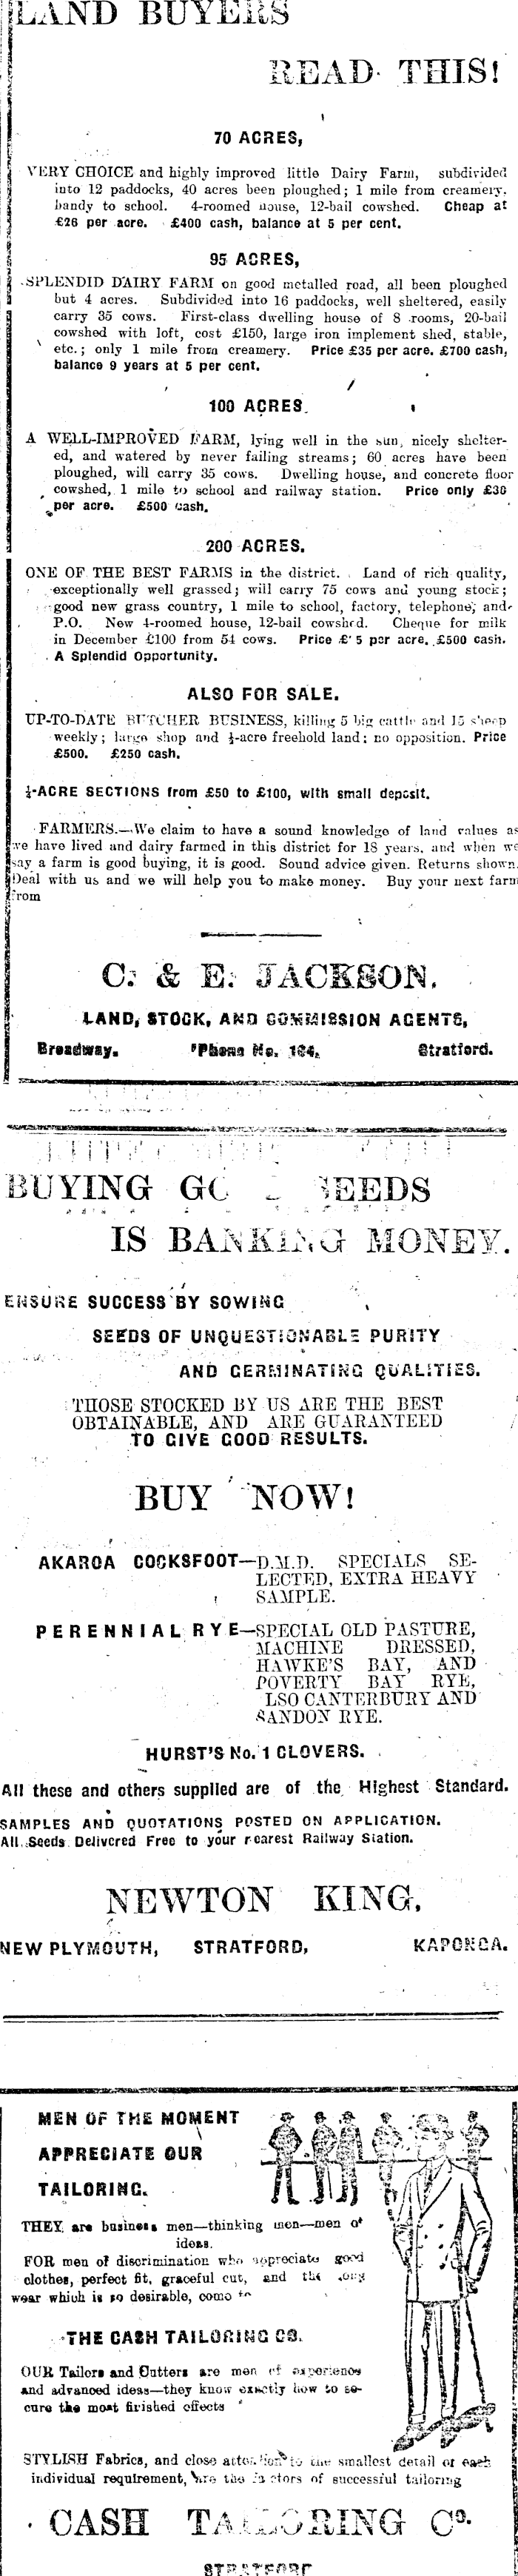 LAND BUYERS
READ THIS!
70 ACRES,
VERY CHOICE and highly improved little Dairy Farm, subdivided
into 12 paddocks, 40 acres been ploughed; 1 mile from creamery,
handy to school. 4-roomed house, 12-bail cowshed. Cheap at
£26 per acre. £400 cash, balance at 5 per cent.
95 ACRES,
SPLENDID DAIRY FARM on good metalled road, all been ploughed
but 4 acres. Subdivided into 16 paddocks, well sheltered, easily
carry 35 cows. First-class dwelling house of 8 rooms, 20-bail
cowshed with loft, cost £150, large iron implement shed, stable,
etc.; only 1 mile from creamery. Price £35 per acre. £700 cash,
balance 9 years at 5 per cent.
100 ACRES.
A WELL-IMPROVED FARM, lying well in the sun, nicely shelter-
ed, and watered by never failing streams; 60 acres have been
ploughed, will carry 35 cows. Dwelling house, and concrete floor
cowshed, 1 mile to school and railway station. Price only £30
per acre. £500 cash.
200 ACRES.
ONE OF THE BEST FARMS in the district. Land of rich quality,
exceptionally well grassed; will carry 75 cows and young stock;
good new grass country, 1 mile to school, factory, telephone, and
P.O. New 4-roomed house, 12-bail cowshed. Cheque for milk
in December £100 from 54 cows. Price 5 per acre. £500 cash.
A Splendid Opportunity.
ALSO FOR SALE.
UP-TO-DATE BUTCHER BUSINESS, killing 5 big cattle and 15 sheep
weekly; large shop and ¼-acre freehold land; no opposition. Price
£500. £250 cash.
¼-ACRE SECTIONS from £50 to £100, with small deposit.
FARMERS.—We claim to have a sound knowledge of land values as
we have lived and dairy farmed in this district for 18 years, and when we
say a farm is good buying, it is good. Sound advice given. Returns shown.
Deal with us and we will help you to make money. Buy your next farm
from
C. & E. JACKSON,
LAND, STOCK, AND COMMISSION AGENTS,
Broadway. 'Phone No. 184. Stratford.
BUYING GO SEEDS
IS BANKING MONEY.
ENSURE SUCCESS BY SOWING
SEEDS OF UNQUESTIONABLE PURITY
AND GERMINATING QUALITIES.
THOSE STOCKED BY US ARE THE BEST
OBTAINABLE, AND ARE GUARANTEED
TO GIVE GOOD RESULTS.
BUY NOW!
AKAROA COCKSFOOT—D.M.D. SPECIALS SE-
LECTED, EXTRA HEAVY
SAMPLE.
PERENNIAL RYE—SPECIAL OLD PASTURE,
MACHINE DRESSED,
HAWKE'S BAY, AND
POVERTY BAY RYE,
LSO CANTERBURY AND
SANDON RYE.
HURST'S No. 1 CLOVERS.
All these and others supplied are of the Highest Standard.
SAMPLES AND QUOTATIONS POSTED ON APPLICATION.
All Seeds Delivered Free to your nearest Railway Station.
NEWTON KING,
NEW PLYMOUTH, STRATFORD, KAPONGA.
MEN OF THE MOMENT
APPRECIATE OUR
TAILORING.
THEY are business men—thinking men—men of
ideas.
FOR men of discrimination who appreciate good
clothes, perfect fit, graceful cut, and the long
wear which is so desirable, come to
THE CASH TAILORING CO.
OUR Tailors and Cutters are men of experience
and advanced ideas—they know exactly how to se-
cure the most finished effects
STYLISH Fabrics, and close attention to the smallest detail of each
individual requirement, are the factors of successful tailoring
CASH TAILORING Co.
STRATFORD